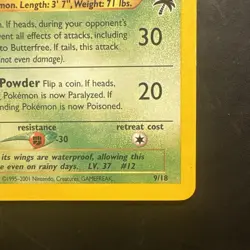 mon. Length: 3' 7", Weight: 71 lbs.
If heads, during your opponent's
vent all effects of attacks, including
to Butterfree. If tails, this attack
not even damage).
30
Powder Flip a coin. If heads,
g Pokémon is now Paralyzed. If
nding Pokémon is now Poisoned.
20
resistance
retreat cost
-30
its wings are waterproof, allowing this
e even on rainy days. LV. 37 #12
©1995-2001 Nintendo, Creatures, GAMEFREAK.
9/18